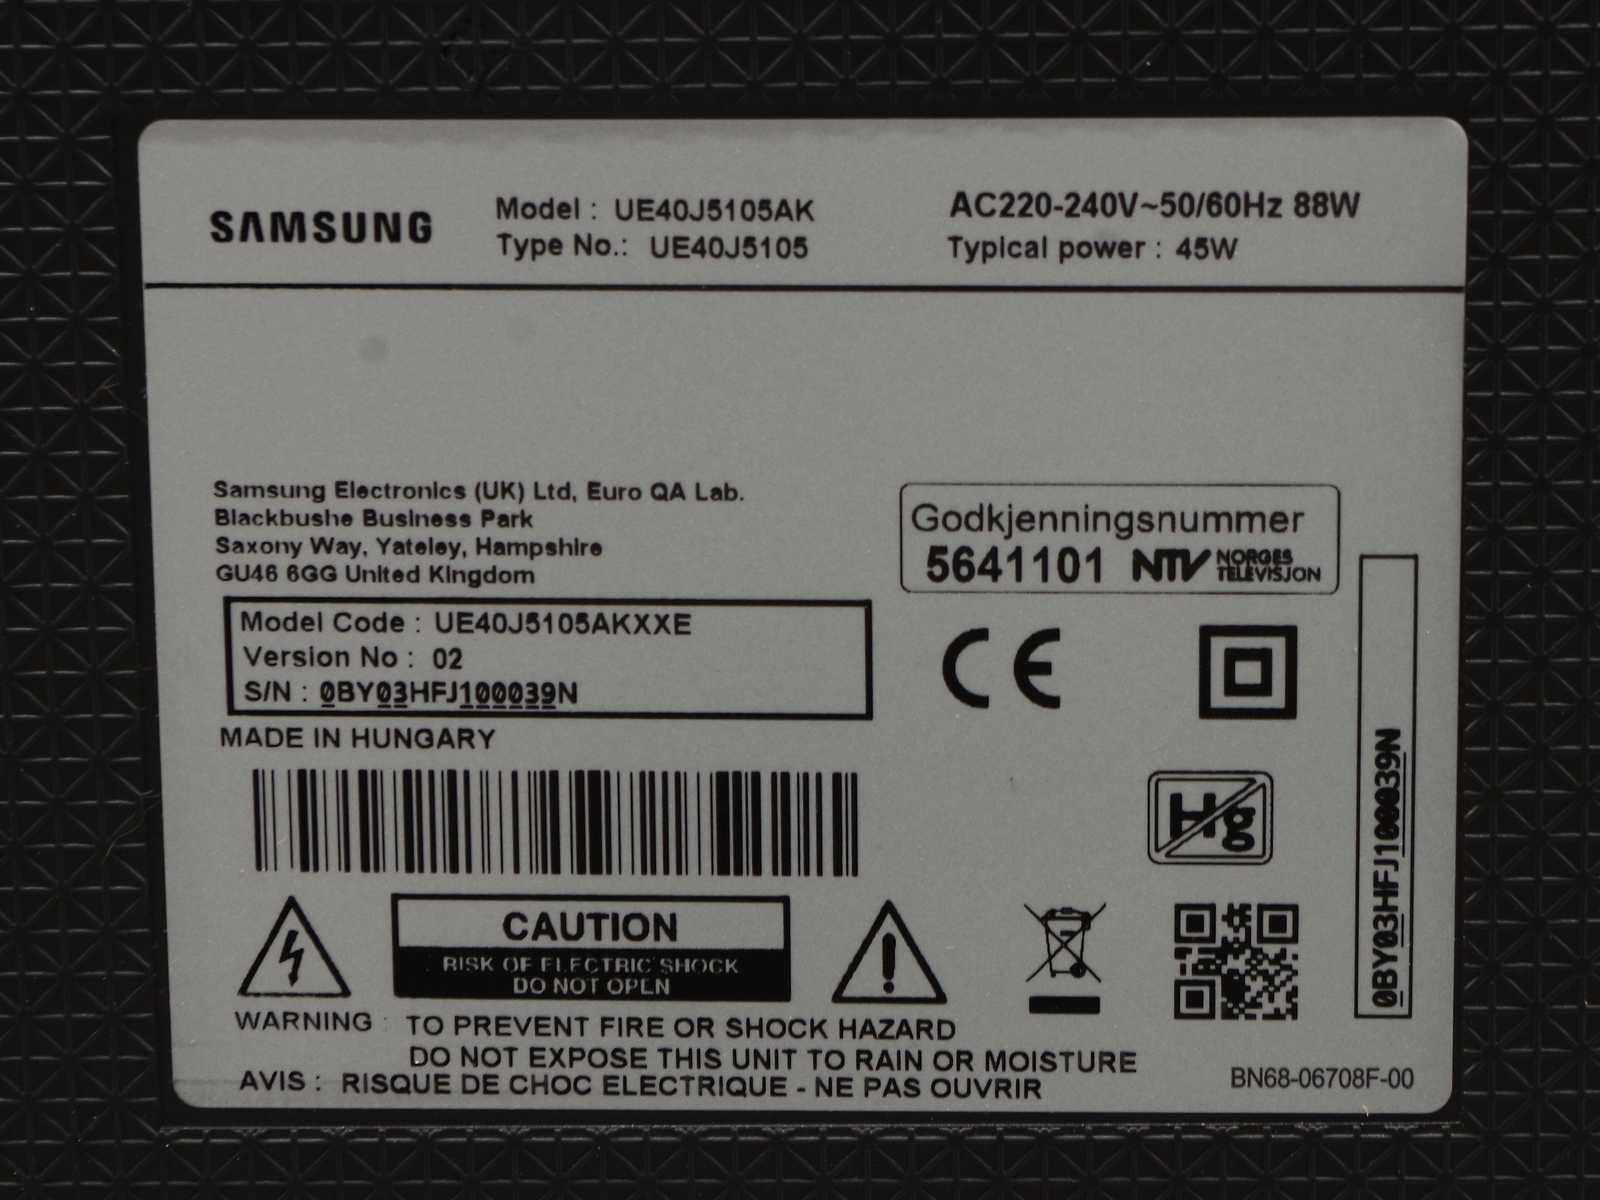 SAMSUNG
Model : UE40J5105AK
Type No.: UE40J5105
AC220-240V~50/60Hz 88W
Typical power : 45W
Samsung Electronics (UK) Ltd, Euro QA Lab.
Blackbushe Business Park
Saxony Way, Yateley, Hampshire
GU46 6GG United Kingdom
Godkjenningsnummer
5641101 NTV NORGES TELEVISJON
Model Code : UE40J5105AKXXE
Version No : 02
S/N : 0BY03HFJ100039N
MADE IN HUNGARY
CE
Hg
0BY03HFJ100039N
CAUTION
RISK OF ELECTRIC SHOCK
DO NOT OPEN
WARNING : TO PREVENT FIRE OR SHOCK HAZARD
DO NOT EXPOSE THIS UNIT TO RAIN OR MOISTURE
AVIS : RISQUE DE CHOC ELECTRIQUE - NE PAS OUVRIR
BN68-06708F-00